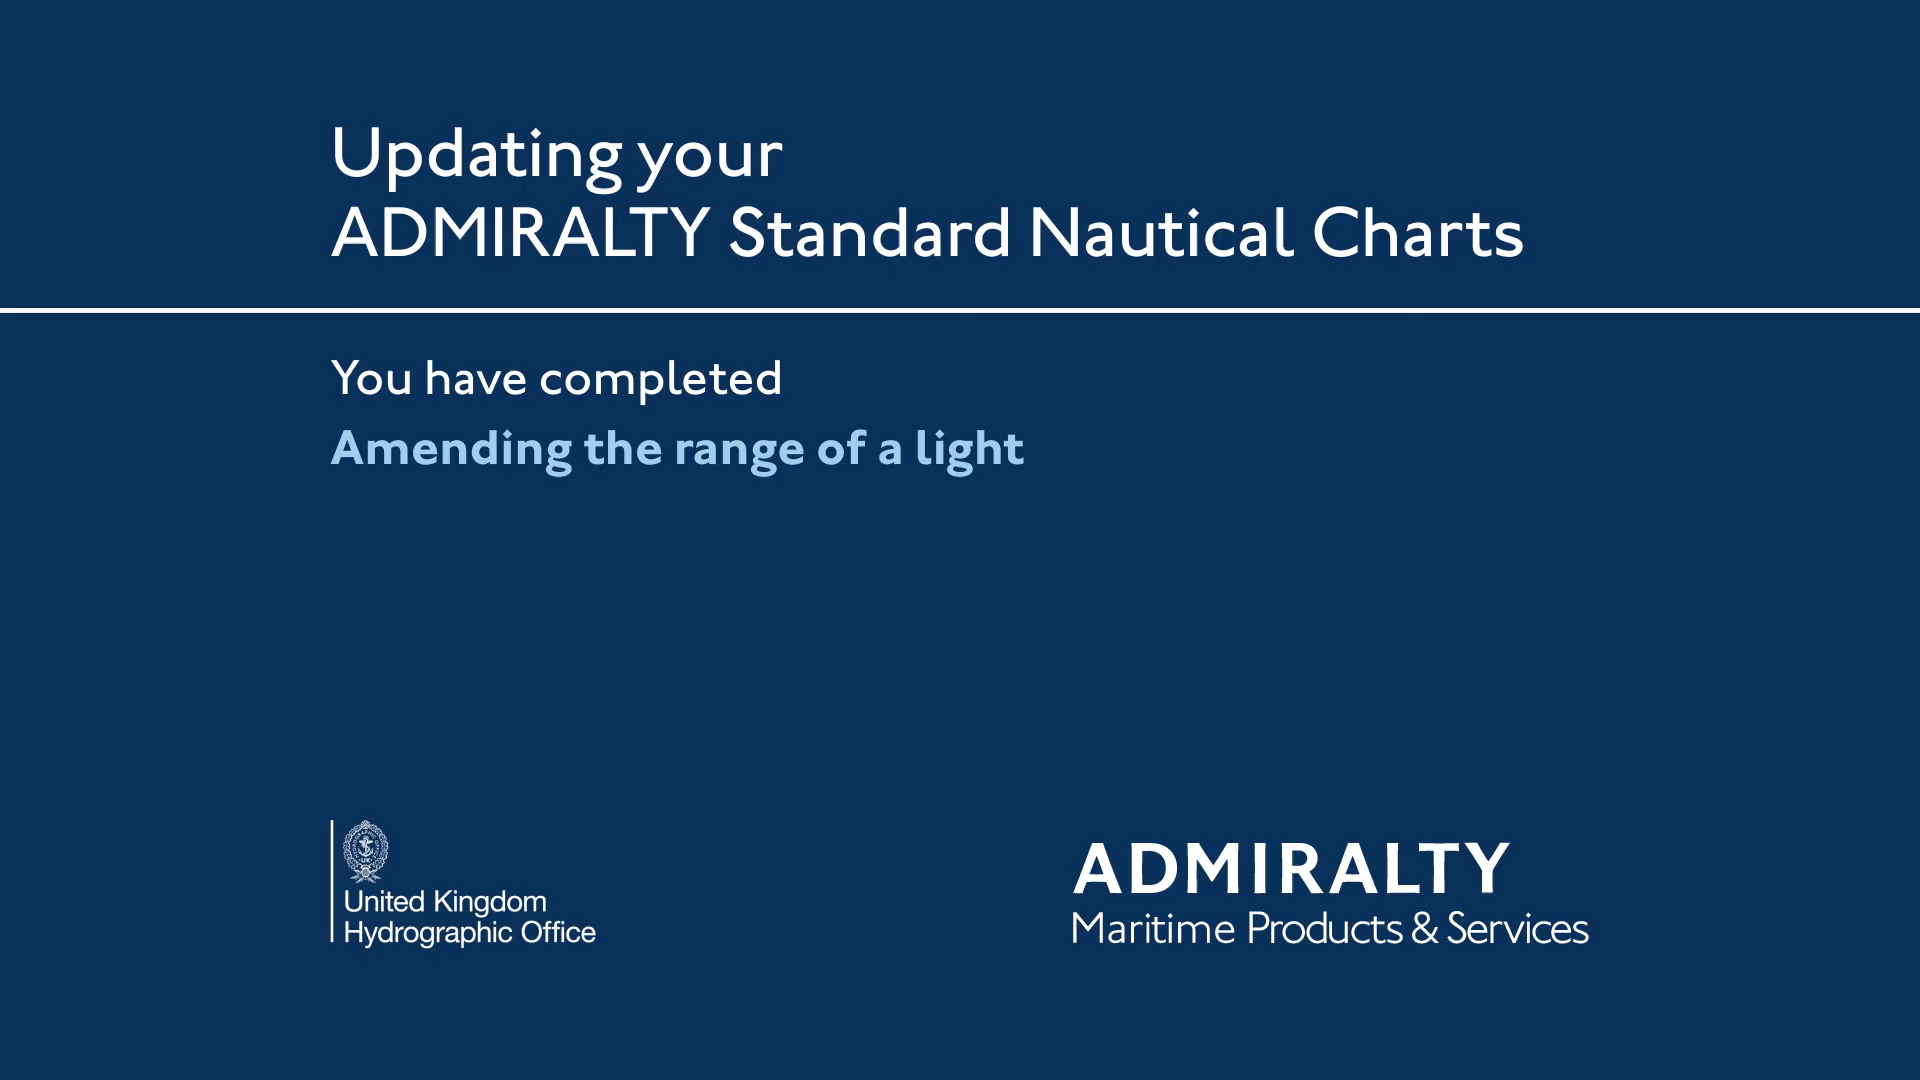 Updating your
ADMIRALTY Standard Nautical Charts
You have completed
Amending the range of a light
United Kingdom
Hydrographic Office
ADMIRALTY
Maritime Products & Services